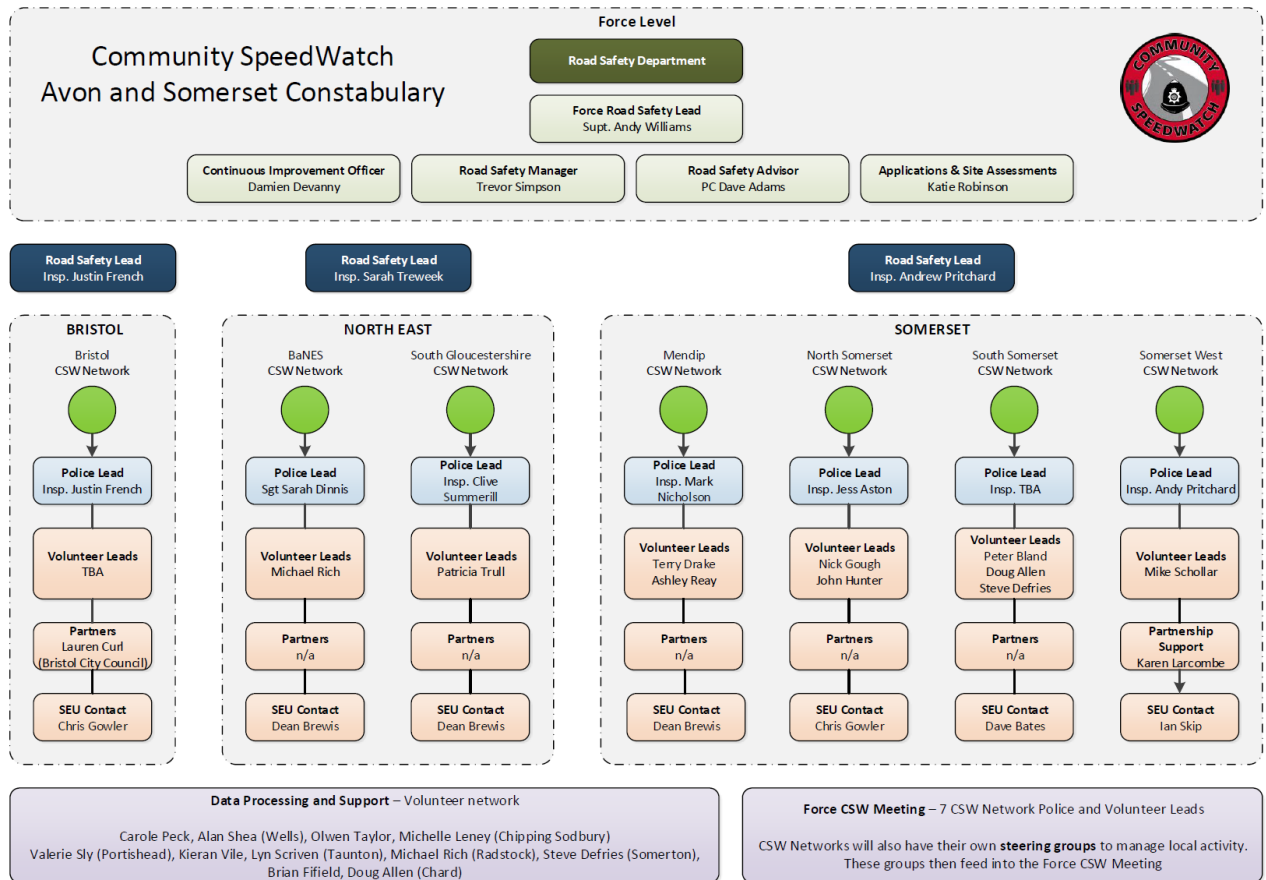 Force Level
Community SpeedWatch
Avon and Somerset Constabulary
Road Safety Department
Force Road Safety Lead
Supt. Andy Williams
COMMUNITY
SPEEDWATCH
Continuous Improvement Officer
Damien Devanny
Road Safety Manager
Trevor Simpson
Road Safety Advisor
PC Dave Adams
Applications & Site Assessments
Katie Robinson
Road Safety Lead
Insp. Justin French
Road Safety Lead
Insp. Sarah Treweek
Road Safety Lead
Insp. Andrew Pritchard
BRISTOL
Bristol
CSW Network
Police Lead
Insp. Justin French
Volunteer Leads
TBA
Partners
Lauren Curl
(Bristol City Council)
SEU Contact
Chris Gowler
NORTH EAST
BaNES
CSW Network
Police Lead
Sgt Sarah Dinnis
Volunteer Leads
Michael Rich
Partners
n/a
SEU Contact
Dean Brewis
South Gloucestershire
CSW Network
Police Lead
Insp. Clive
Summerill
Volunteer Leads
Patricia Trull
Partners
n/a
SEU Contact
Dean Brewis
SOMERSET
Mendip
CSW Network
Police Lead
Insp. Mark
Nicholson
Volunteer Leads
Terry Drake
Ashley Reay
Partners
n/a
SEU Contact
Dean Brewis
North Somerset
CSW Network
Police Lead
Insp. Jess Aston
Volunteer Leads
Nick Gough
John Hunter
Partners
n/a
SEU Contact
Chris Gowler
South Somerset
CSW Network
Police Lead
Insp. TBA
Volunteer Leads
Peter Bland
Doug Allen
Steve Defries
Partners
n/a
SEU Contact
Dave Bates
Somerset West
CSW Network
Police Lead
Insp. Andy Pritchard
Volunteer Leads
Mike Schollar
Partnership
Support
Karen Larcombe
SEU Contact
Ian Skip
Data Processing and Support – Volunteer network
Carole Peck, Alan Shea (Wells), Olwen Taylor, Michelle Leney (Chipping Sodbury)
Valerie Sly (Portishead), Kieran Vile, Lyn Scriven (Taunton), Michael Rich (Radstock), Steve Defries (Somerton),
Brian Fifield, Doug Allen (Chard)
Force CSW Meeting – 7 CSW Network Police and Volunteer Leads
CSW Networks will also have their own steering groups to manage local activity.
These groups then feed into the Force CSW Meeting